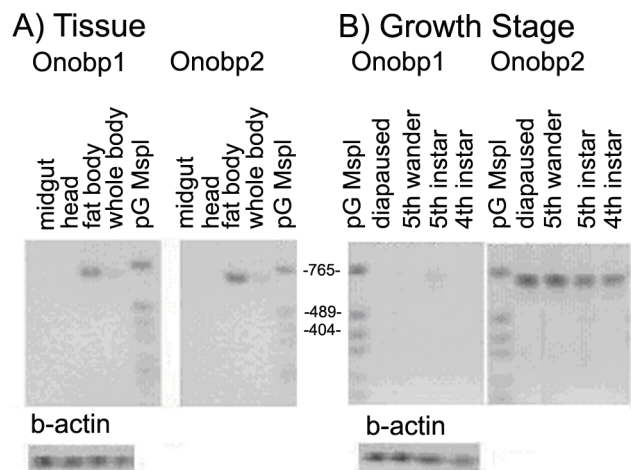 A) Tissue
Onobp1 Onobp2
midgut
head
fat body
whole body
pG MspI
midgut
head
fat body
whole body
pG MspI
B) Growth Stage
Onobp1 Onobp2
pG MspI
diapaused
5th wander
5th instar
4th instar
pG MspI
diapaused
5th wander
5th instar
4th instar
-765-
-489-
-404-
b-actin
b-actin